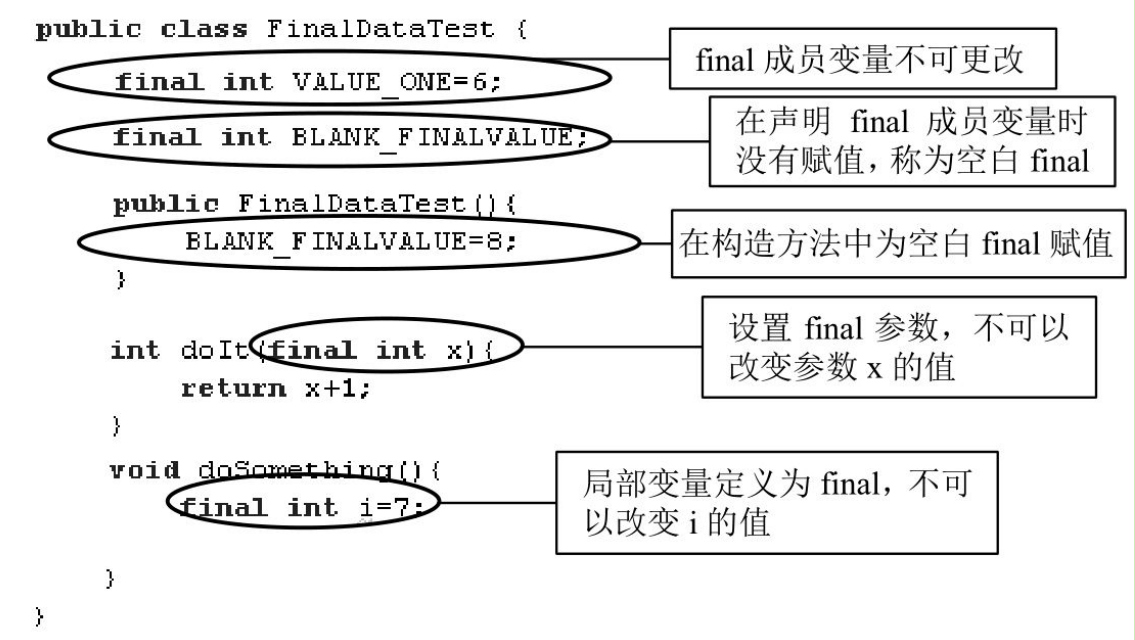 public class FinalDataTest {
final int VALUE_ONE=6;
final 成员变量不可更改
final int BLANK_FINALVALUE;
在声明 final 成员变量时
没有赋值，称为空白 final
public FinalDataTest(){
BLANK_FINALVALUE=8;
在构造方法中为空白 final 赋值
}
int doIt(final int x){
设置 final 参数，不可以
改变参数 x 的值
return x+1;
}
void doSomething(){
final int i=7;
局部变量定义为 final，不可
以改变 i 的值
}
}